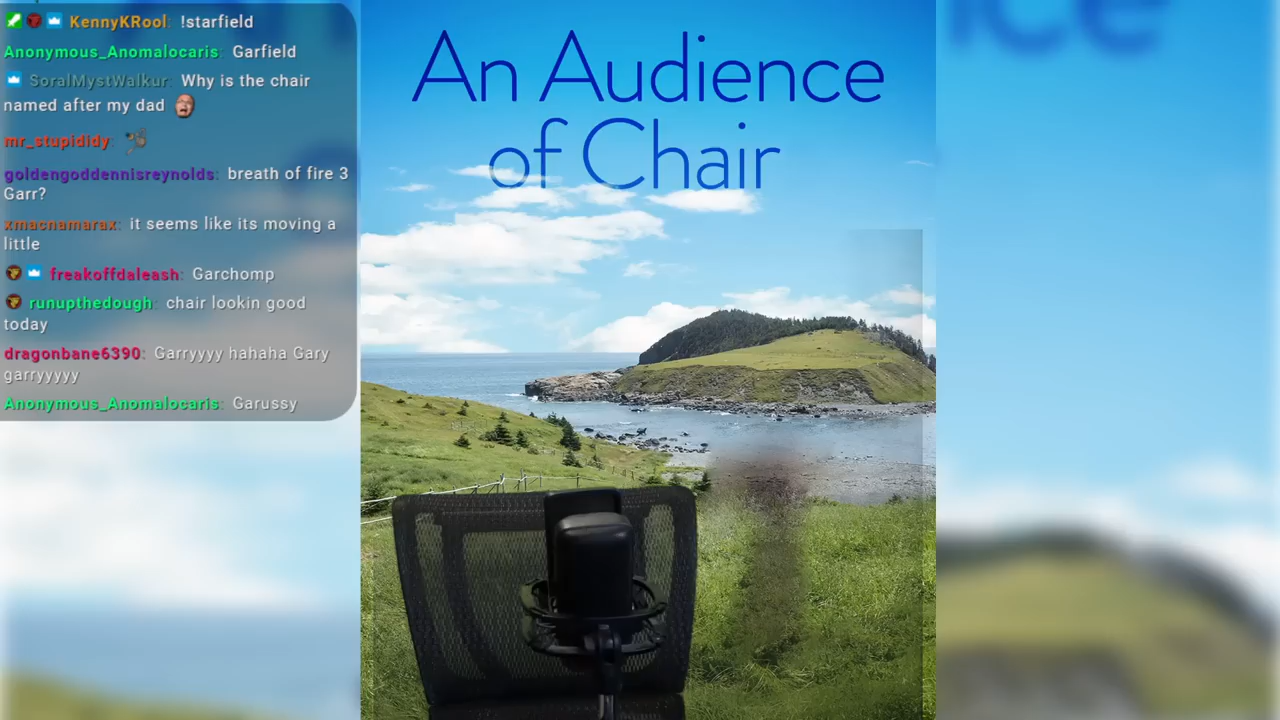 KennyKRool: !starfield
Anonymous_Anomalocaris: Garfield
SoralMystWalkur: Why is the chair
named after my dad
mr_stupididy:
goldengoddennisreynolds: breath of fire 3
Garr?
xmacnamarax: it seems like its moving a
little
freakoffdaleash: Garchomp
runupthedough: chair lookin good
today
dragonbane6390: Garryyyy hahaha Gary
garryyyyy
Anonymous_Anomalocaris: Garussy
An Audience
of Chair